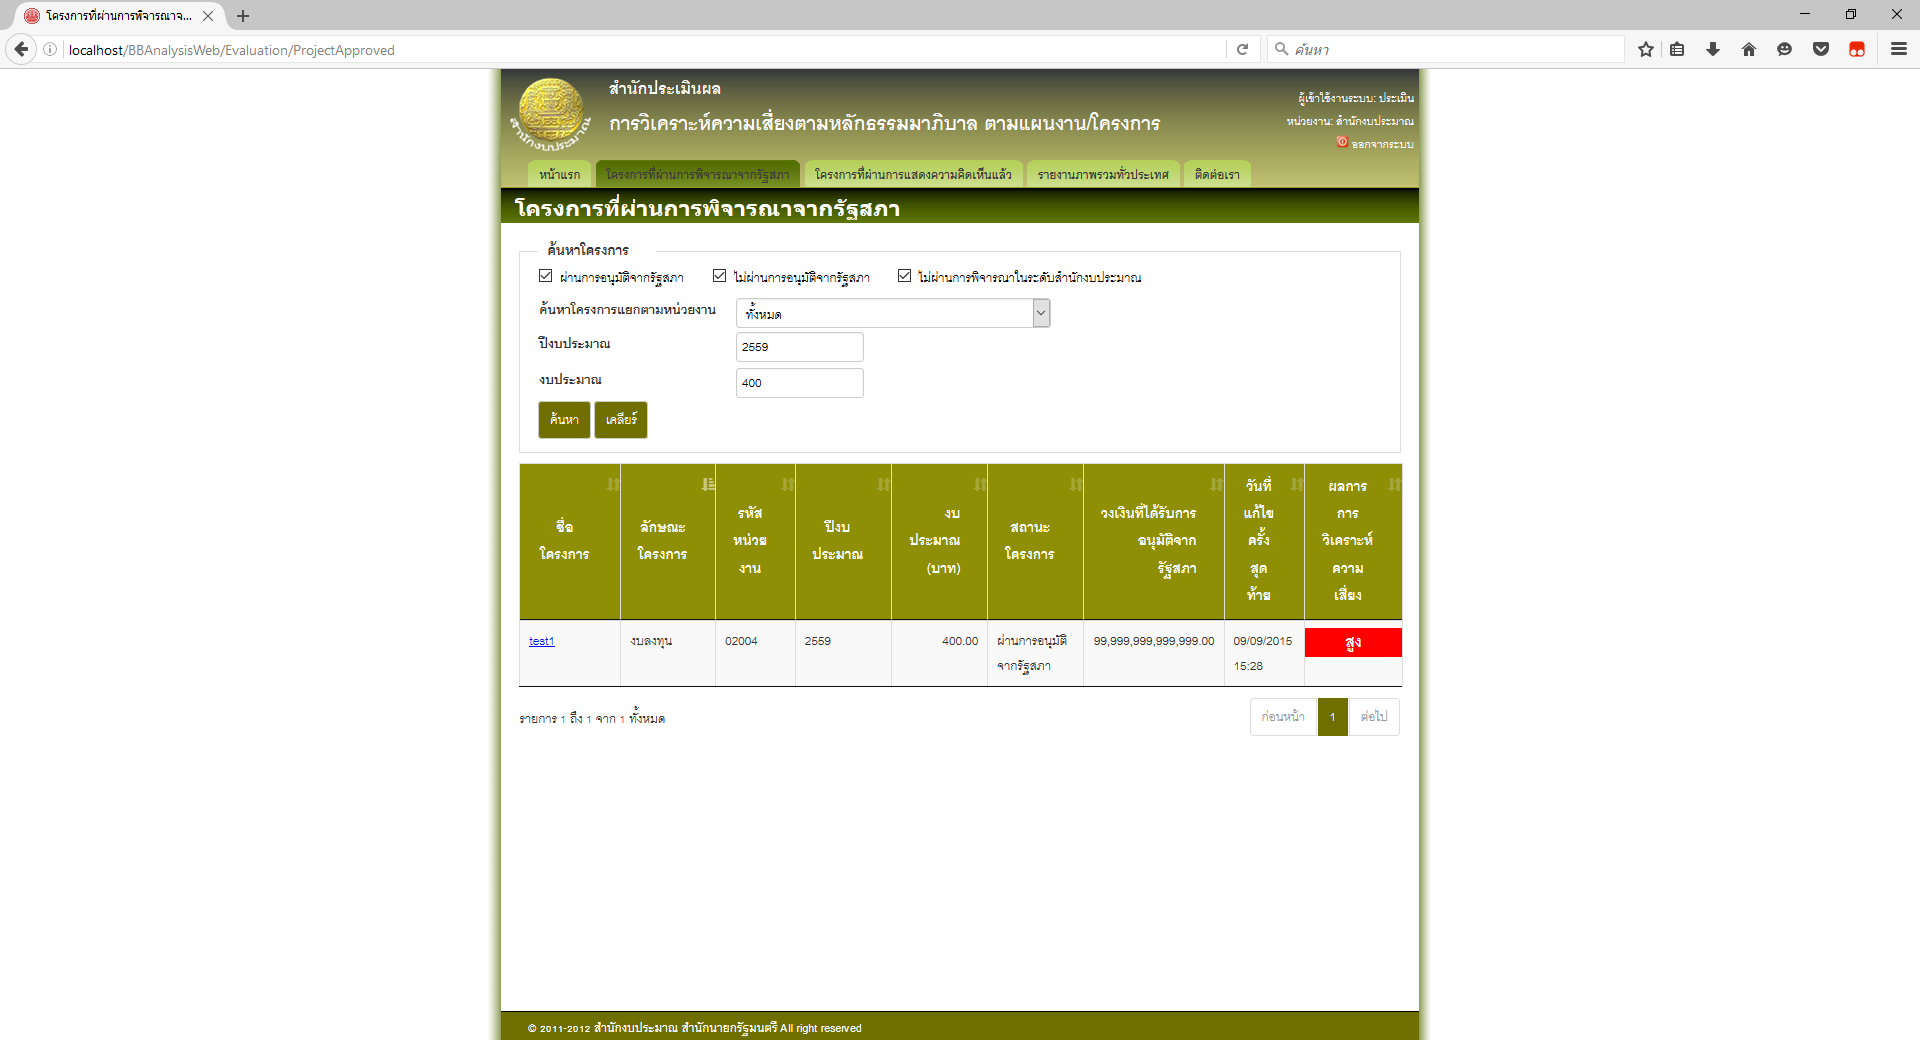 โครงการที่ผ่านการพิจารณาจ...
localhost/BBAnalysisWeb/Evaluation/ProjectApproved
ค้นหา
สำนักงบประมาณ
สำนักประเมินผล
การวิเคราะห์ความเสี่ยงตามหลักธรรมมาภิบาล ตามแผนงาน/โครงการ
ผู้เข้าใช้งานระบบ: ประเมิน
หน่วยงาน: สำนักงบประมาณ
ออกจากระบบ
หน้าแรก โครงการที่ผ่านการพิจารณาจากรัฐสภา โครงการที่ผ่านการแสดงความคิดเห็นแล้ว รายงานภาพรวมทั่วประเทศ ติดต่อเรา
โครงการที่ผ่านการพิจารณาจากรัฐสภา
ค้นหาโครงการ
ผ่านการอนุมัติจากรัฐสภา ไม่ผ่านการอนุมัติจากรัฐสภา ไม่ผ่านการพิจารณาในระดับสำนักงบประมาณ
ค้นหาโครงการแยกตามหน่วยงาน ทั้งหมด
ปีงบประมาณ 2559
งบประมาณ 400
ค้นหา เคลียร์
ชื่อ
โครงการ
ลักษณะ
โครงการ
รหัส
หน่วย
งาน
ปีงบ
ประมาณ
งบ
ประมาณ
(บาท)
สถานะ
โครงการ
วงเงินที่ได้รับการ
อนุมัติจาก
รัฐสภา
วันที่
แก้ไข
ครั้ง
สุด
ท้าย
ผลการ
การ
วิเคราะห์
ความ
เสี่ยง
test1 งบลงทุน 02004 2559 400.00 ผ่านการอนุมัติ 99,999,999,999,999.00 09/09/2015 สูง
จากรัฐสภา 15:28
รายการ 1 ถึง 1 จาก 1 ทั้งหมด
ก่อนหน้า 1 ต่อไป
© 2011-2012 สำนักงบประมาณ สำนักนายกรัฐมนตรี All right reserved